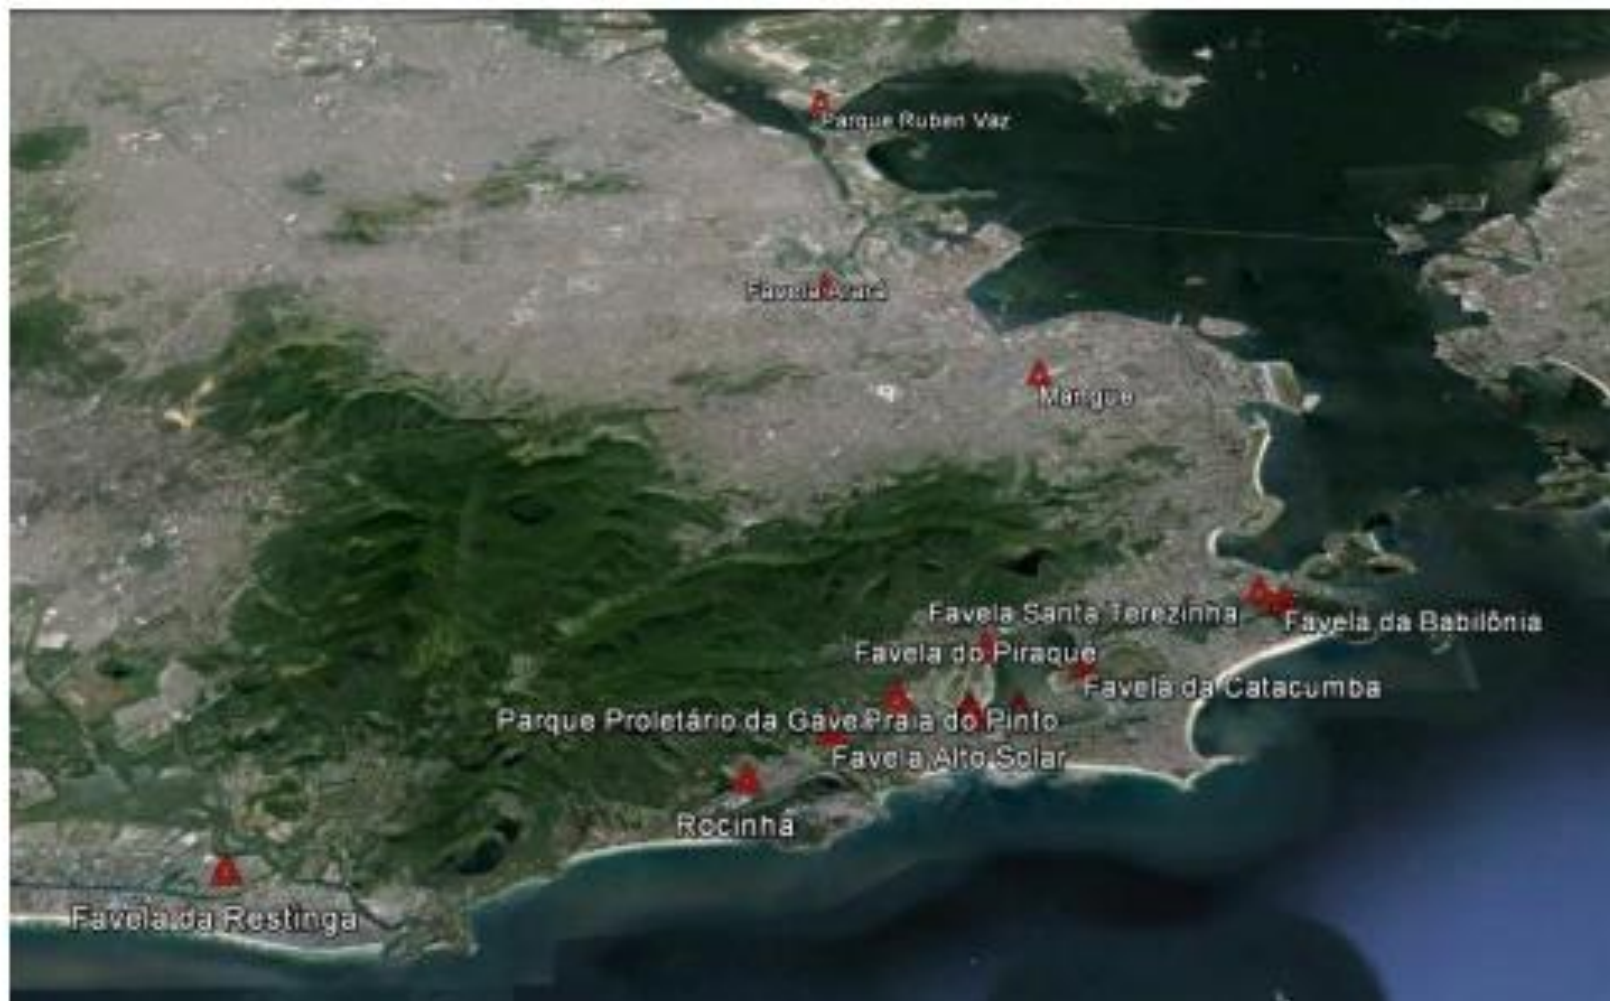 Parque Ruben Vaz
Favela Arará
Mangue
Favela Santa Terezinha
Favela da Babilônia
Favela do Piraque
Favela da Catacumba
Parque Proletário da Gávea
Praia do Pinto
Favela Alto Solar
Rocinha
Favela da Restinga